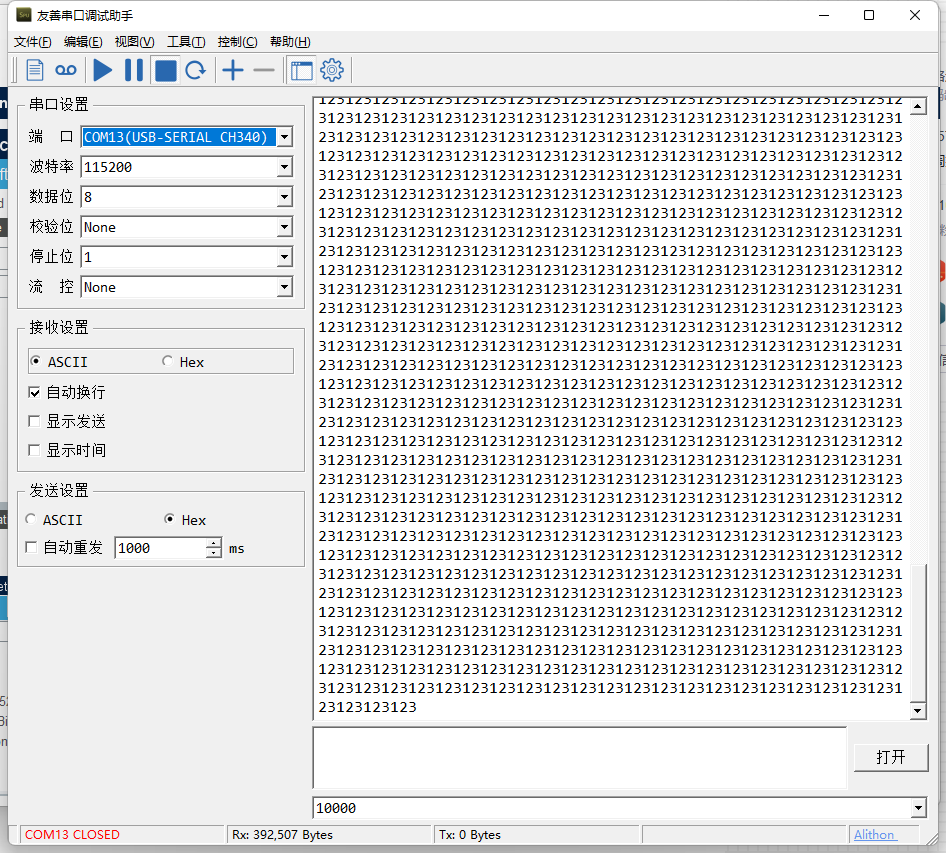 友善串口调试助手
文件(F) 编辑(E) 视图(V) 工具(T) 控制(C) 帮助(H)
串口设置
端 口 COM13(USB-SERIAL CH340)
波特率 115200
数据位 8
校验位 None
停止位 1
流 控 None
接收设置
ASCII Hex
自动换行
显示发送
显示时间
发送设置
ASCII Hex
自动重发 1000 ms
12312312312312312312312312312312312312312312312312312312312312312
31231231231231231231231231231231231231231231231231231231231231231
23123123123123123123123123123123123123123123123123123123123123123
12312312312312312312312312312312312312312312312312312312312312312
31231231231231231231231231231231231231231231231231231231231231231
23123123123123123123123123123123123123123123123123123123123123123
12312312312312312312312312312312312312312312312312312312312312312
31231231231231231231231231231231231231231231231231231231231231231
23123123123123123123123123123123123123123123123123123123123123123
12312312312312312312312312312312312312312312312312312312312312312
31231231231231231231231231231231231231231231231231231231231231231
23123123123123123123123123123123123123123123123123123123123123123
12312312312312312312312312312312312312312312312312312312312312312
31231231231231231231231231231231231231231231231231231231231231231
23123123123123123123123123123123123123123123123123123123123123123
12312312312312312312312312312312312312312312312312312312312312312
31231231231231231231231231231231231231231231231231231231231231231
23123123123123123123123123123123123123123123123123123123123123123
12312312312312312312312312312312312312312312312312312312312312312
31231231231231231231231231231231231231231231231231231231231231231
23123123123123123123123123123123123123123123123123123123123123123
12312312312312312312312312312312312312312312312312312312312312312
31231231231231231231231231231231231231231231231231231231231231231
23123123123123123123123123123123123123123123123123123123123123123
12312312312312312312312312312312312312312312312312312312312312312
31231231231231231231231231231231231231231231231231231231231231231
23123123123123123123123123123123123123123123123123123123123123123
12312312312312312312312312312312312312312312312312312312312312312
31231231231231231231231231231231231231231231231231231231231231231
23123123123123123123123123123123123123123123123123123123123123123
12312312312312312312312312312312312312312312312312312312312312312
31231231231231231231231231231231231231231231231231231231231231231
23123123123
打开
10000
COM13 CLOSED Rx: 392,507 Bytes Tx: 0 Bytes Alithon